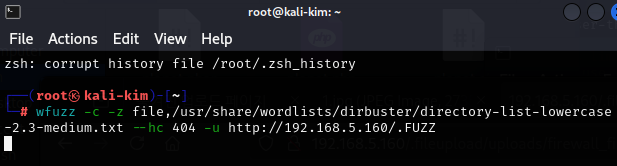 root@kali-kim: ~
File Actions Edit View Help
zsh: corrupt history file /root/.zsh_history
┌──(root㉿kali-kim)-[~]
└─# wfuzz -c -z file,/usr/share/wordlists/dirbuster/directory-list-lowercase
-2.3-medium.txt --hc 404 -u http://192.168.5.160/.FUZZ